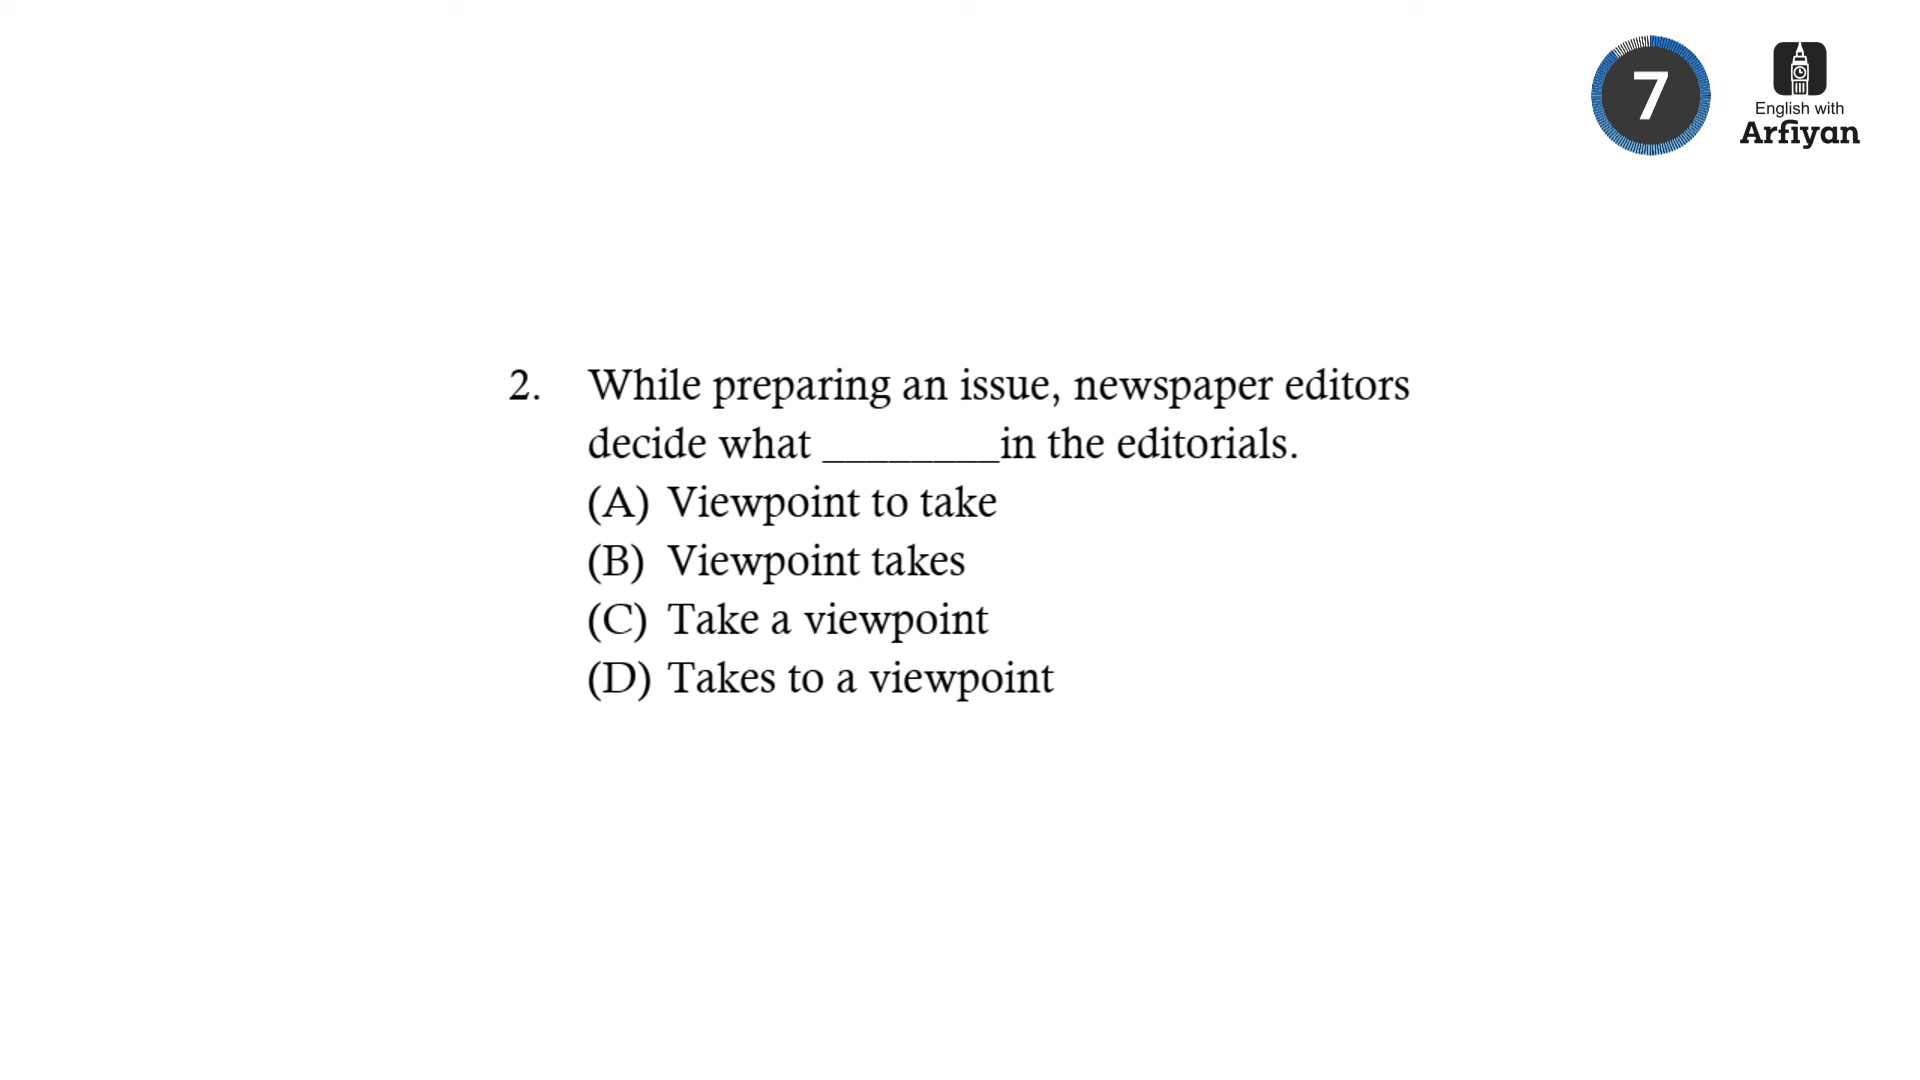 7
English with
Arfiyan
2. While preparing an issue, newspaper editors
decide what ________in the editorials.
(A) Viewpoint to take
(B) Viewpoint takes
(C) Take a viewpoint
(D) Takes to a viewpoint